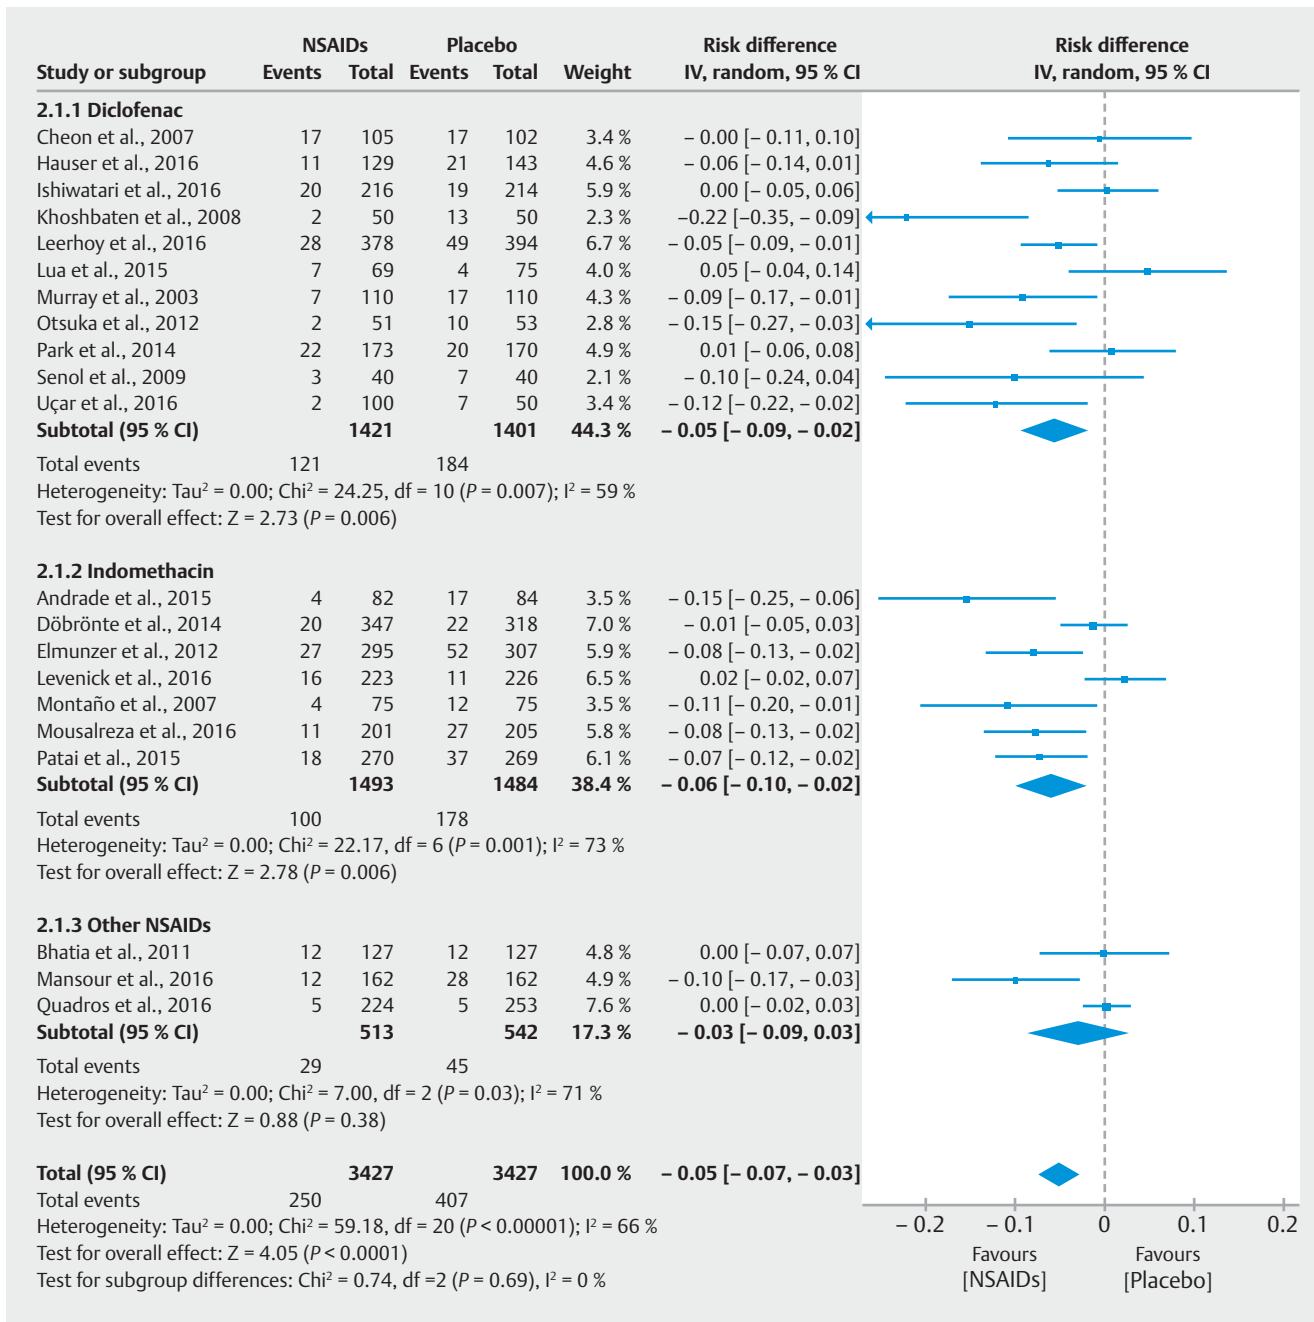 NSAIDs Placebo Risk difference Risk difference
Study or subgroup Events Total Events Total Weight IV, random, 95 % CI IV, random, 95 % CI
2.1.1 Diclofenac
Cheon et al., 2007 17 105 17 102 3.4 % – 0.00 [– 0.11, 0.10]
Hauser et al., 2016 11 129 21 143 4.6 % – 0.06 [– 0.14, 0.01]
Ishiwatari et al., 2016 20 216 19 214 5.9 % 0.00 [– 0.05, 0.06]
Khoshbaten et al., 2008 2 50 13 50 2.3 % –0.22 [–0.35, – 0.09]
Leerhoy et al., 2016 28 378 49 394 6.7 % – 0.05 [– 0.09, – 0.01]
Lua et al., 2015 7 69 4 75 4.0 % 0.05 [– 0.04, 0.14]
Murray et al., 2003 7 110 17 110 4.3 % – 0.09 [– 0.17, – 0.01]
Otsuka et al., 2012 2 51 10 53 2.8 % – 0.15 [– 0.27, – 0.03]
Park et al., 2014 22 173 20 170 4.9 % 0.01 [– 0.06, 0.08]
Senol et al., 2009 3 40 7 40 2.1 % – 0.10 [– 0.24, 0.04]
Uçar et al., 2016 2 100 7 50 3.4 % – 0.12 [– 0.22, – 0.02]
Subtotal (95 % CI) 1421 1401 44.3 % – 0.05 [– 0.09, – 0.02]
Total events 121 184
Heterogeneity: Tau² = 0.00; Chi² = 24.25, df = 10 (P = 0.007); I² = 59 %
Test for overall effect: Z = 2.73 (P = 0.006)
2.1.2 Indomethacin
Andrade et al., 2015 4 82 17 84 3.5 % – 0.15 [– 0.25, – 0.06]
Döbrönte et al., 2014 20 347 22 318 7.0 % – 0.01 [– 0.05, 0.03]
Elmunzer et al., 2012 27 295 52 307 5.9 % – 0.08 [– 0.13, – 0.02]
Levenick et al., 2016 16 223 11 226 6.5 % 0.02 [– 0.02, 0.07]
Montaño et al., 2007 4 75 12 75 3.5 % – 0.11 [– 0.20, – 0.01]
Mousalreza et al., 2016 11 201 27 205 5.8 % – 0.08 [– 0.13, – 0.02]
Patai et al., 2015 18 270 37 269 6.1 % – 0.07 [– 0.12, – 0.02]
Subtotal (95 % CI) 1493 1484 38.4 % – 0.06 [– 0.10, – 0.02]
Total events 100 178
Heterogeneity: Tau² = 0.00; Chi² = 22.17, df = 6 (P = 0.001); I² = 73 %
Test for overall effect: Z = 2.78 (P = 0.006)
2.1.3 Other NSAIDs
Bhatia et al., 2011 12 127 12 127 4.8 % 0.00 [– 0.07, 0.07]
Mansour et al., 2016 12 162 28 162 4.9 % – 0.10 [– 0.17, – 0.03]
Quadros et al., 2016 5 224 5 253 7.6 % 0.00 [– 0.02, 0.03]
Subtotal (95 % CI) 513 542 17.3 % – 0.03 [– 0.09, 0.03]
Total events 29 45
Heterogeneity: Tau² = 0.00; Chi² = 7.00, df = 2 (P = 0.03); I² = 71 %
Test for overall effect: Z = 0.88 (P = 0.38)
Total (95 % CI) 3427 3427 100.0 % – 0.05 [– 0.07, – 0.03]
Total events 250 407
Heterogeneity: Tau² = 0.00; Chi² = 59.18, df = 20 (P < 0.00001); I² = 66 %
Test for overall effect: Z = 4.05 (P < 0.0001)
Test for subgroup differences: Chi² = 0.74, df =2 (P = 0.69), I² = 0 %
– 0.2 – 0.1 0 0.1 0.2
Favours Favours
[NSAIDs] [Placebo]